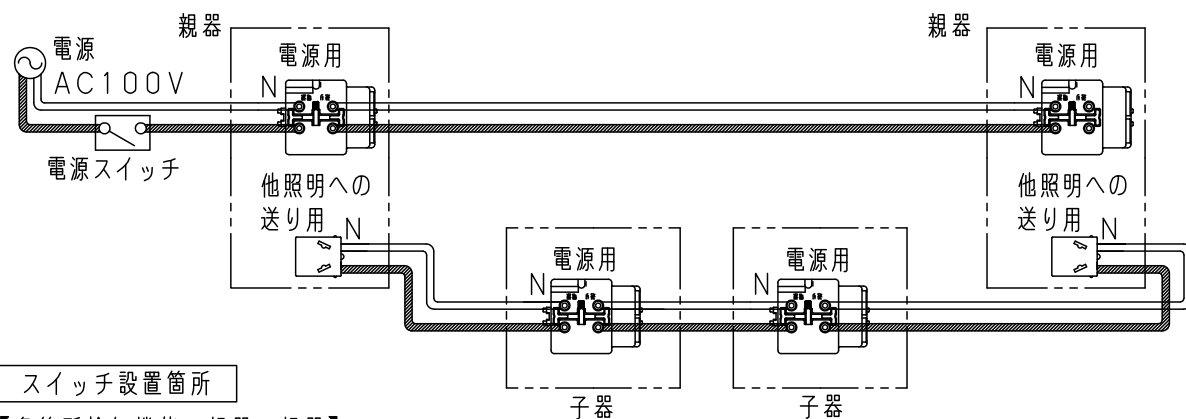 親器
親器
電源
AC100V
電源用
N
電源用
N
電源スイッチ
他照明への
送り用
N
他照明への
送り用
N
電源用
N
電源用
N
スイッチ設置箇所
子器
子器